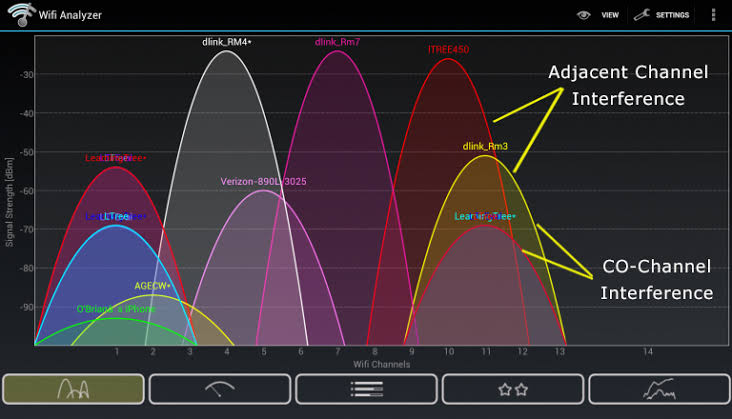 Wifi Analyzer
VIEW
SETTINGS
dlink_RM4*
dlink_Rm7
ITREE450
-30
Adjacent Channel
Interference
-40
dlink_Rm3
-50
Verizon-890L-3025
-60
LearningTree*
-70
CO-Channel
Interference
-80
AGECW*
O'Brian's iPhone
-90
Signal Strength [dBm]
1
2
3
4
5
6
7
8
9
10
11
12
13
14
Wifi Channels